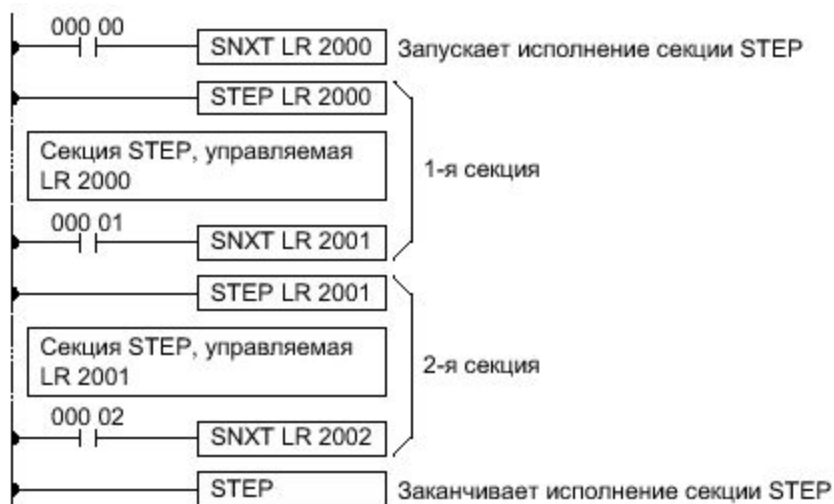 000 00
SNXT LR 2000 Запускает исполнение секции STEP
STEP LR 2000
Секция STEP, управляемая
LR 2000
1-я секция
000 01
SNXT LR 2001
STEP LR 2001
Секция STEP, управляемая
LR 2001
2-я секция
000 02
SNXT LR 2002
STEP Заканчивает исполнение секции STEP